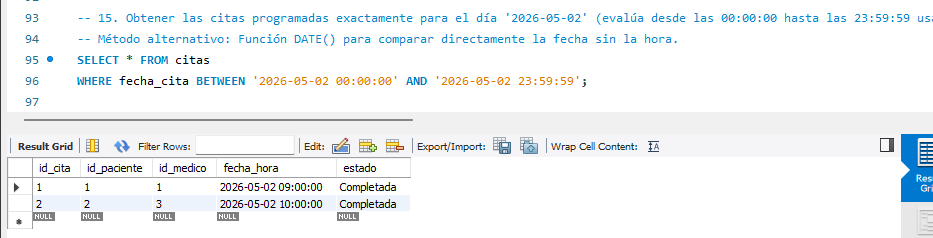 93 -- 15. Obtener las citas programadas exactamente para el día '2026-05-02' (evalúa desde las 00:00:00 hasta las 23:59:59
94 -- Método alternativo: Función DATE() para comparar directamente la fecha sin la hora.
95 SELECT * FROM citas
96 WHERE fecha_cita BETWEEN '2026-05-02 00:00:00' AND '2026-05-02 23:59:59';
97
Result Grid Filter Rows: Edit: Export/Import: Wrap Cell Content:
id_cita id_paciente id_medico fecha_hora estado
1 1 1 2026-05-02 09:00:00 Completada
2 2 3 2026-05-02 10:00:00 Completada
NULL NULL NULL NULL NULL